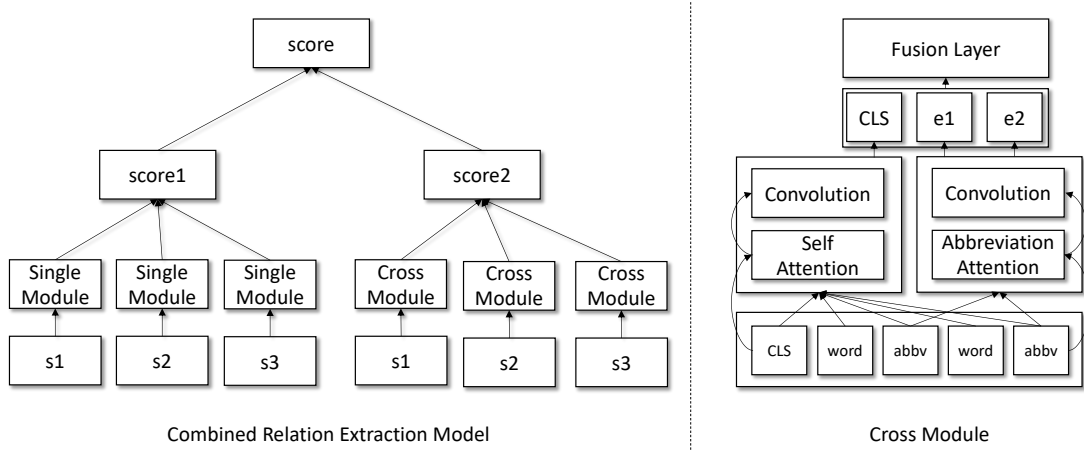 score
score1
score2
Single
Module
Single
Module
Single
Module
Cross
Module
Cross
Module
Cross
Module
s1
s2
s3
s1
s2
s3
Combined Relation Extraction Model
Fusion Layer
CLS
e1
e2
Convolution
Convolution
Self
Attention
Abbreviation
Attention
CLS
word
abbv
word
abbv
Cross Module